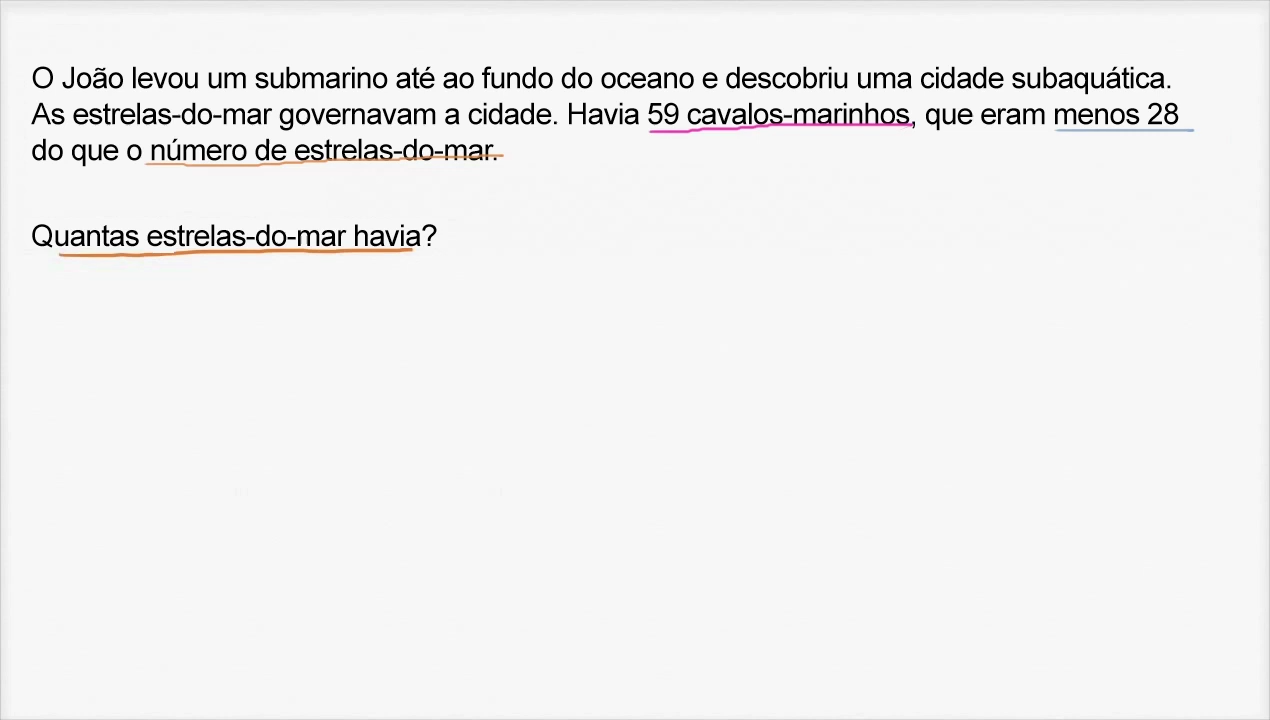 O João levou um submarino até ao fundo do oceano e descobriu uma cidade subaquática.
As estrelas-do-mar governavam a cidade. Havia 59 cavalos-marinhos, que eram menos 28
do que o número de estrelas-do-mar.
Quantas estrelas-do-mar havia?